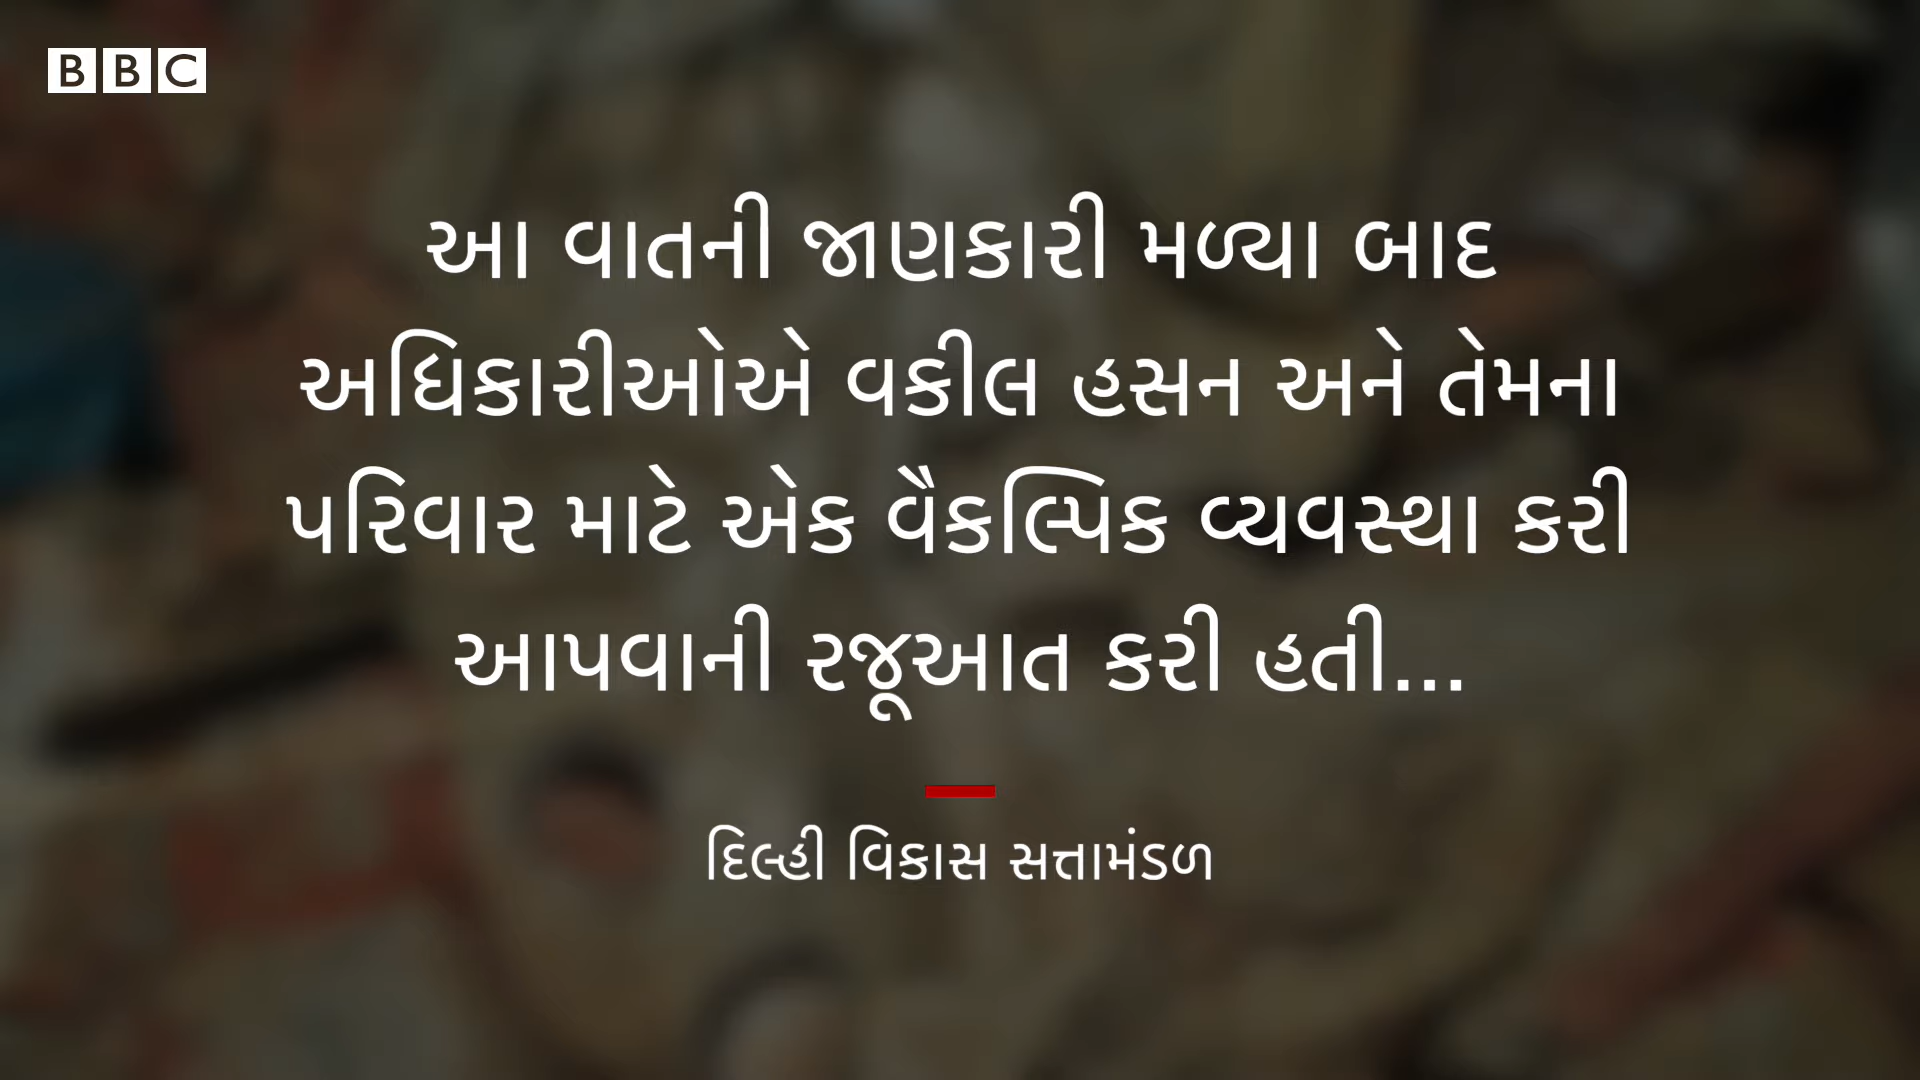 BBC
આ વાતની જાણકારી મળ્યા બાદ
અધિકારીઓએ વકીલ હસન અને તેમના
પરિવાર માટે એક વૈકલ્પિક વ્યવસ્થા કરી
આપવાની રજૂઆત કરી હતી...
દિલ્હી વિકાસ સત્તામંડળ